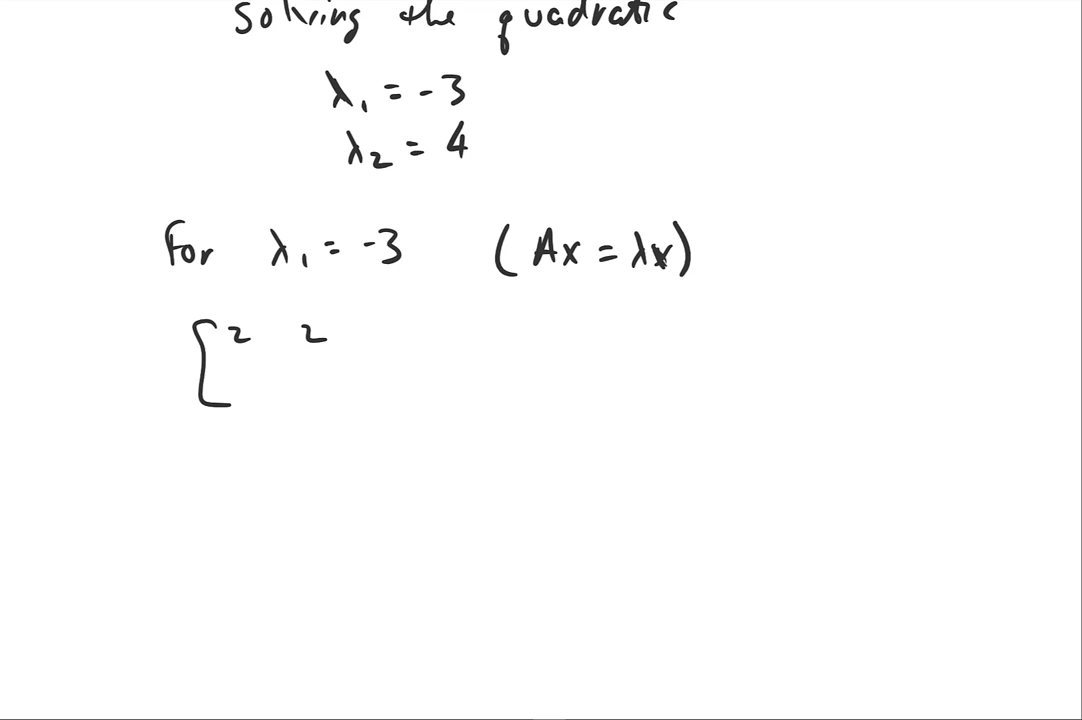 Solving the quadratic
λ₁ = -3
λ₂ = 4
For λ₁ = -3 (Ax = λx)
[2 2